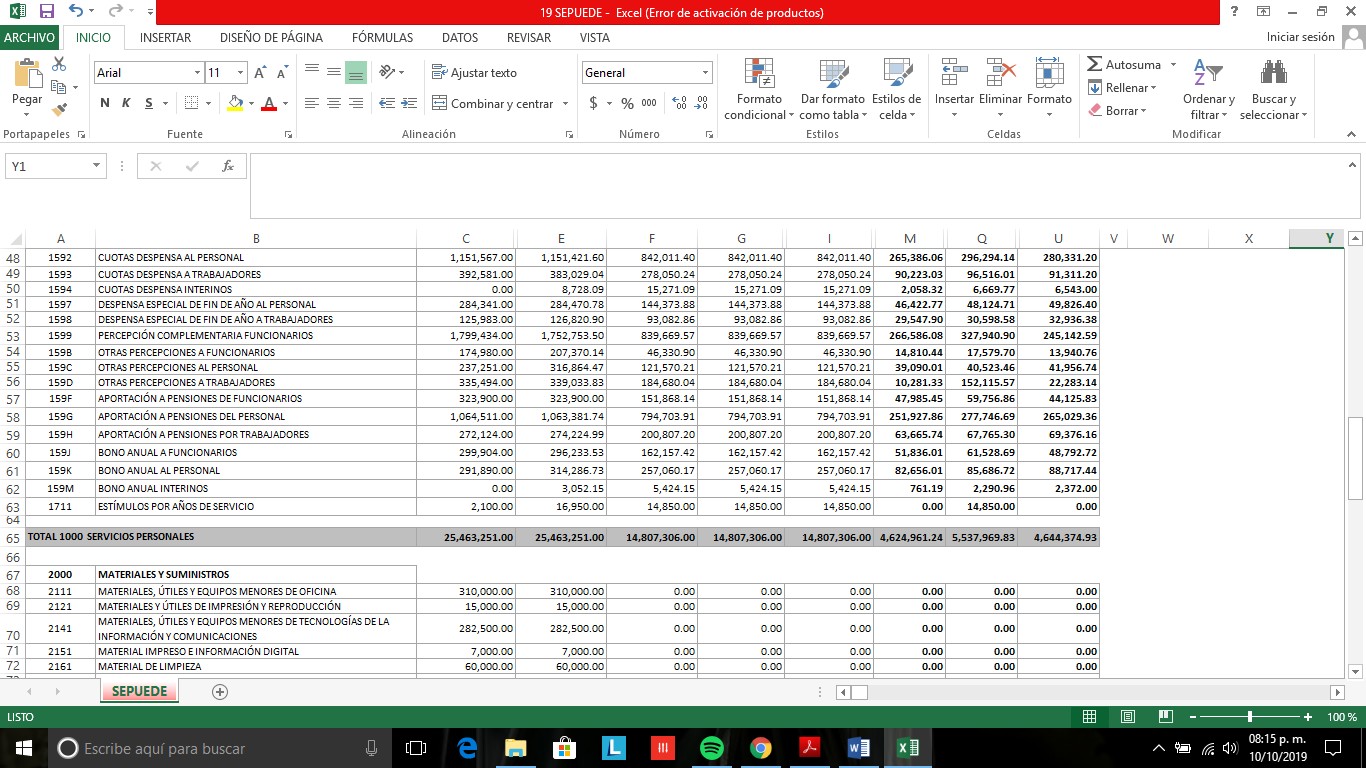 19 SEPUEDE - Excel (Error de activación de productos)
ARCHIVO INICIO INSERTAR DISEÑO DE PÁGINA FÓRMULAS DATOS REVISAR VISTA Iniciar sesión
Pegar
Portapapeles
Arial 11
N K S
Fuente
Ajustar texto
Combinar y centrar
Alineación
General
$ % 000
Número
Formato condicional
Dar formato como tabla
Estilos de celda
Estilos
Insertar Eliminar Formato
Celdas
Autosuma
Rellenar
Borrar
Ordenar y filtrar
Buscar y seleccionar
Modificar
Y1
A B C E F G I M Q U V W X Y
48 1592 CUOTAS DESPENSA AL PERSONAL 1,151,567.00 1,151,421.60 842,011.40 842,011.40 842,011.40 265,386.06 296,294.14 280,331.20
49 1593 CUOTAS DESPENSA A TRABAJADORES 392,581.00 383,029.04 278,050.24 278,050.24 278,050.24 90,223.03 96,516.01 91,311.20
50 1594 CUOTAS DESPENSA INTERINOS 0.00 8,728.09 15,271.09 15,271.09 15,271.09 2,058.32 6,669.77 6,543.00
51 1597 DESPENSA ESPECIAL DE FIN DE AÑO AL PERSONAL 284,341.00 284,470.78 144,373.88 144,373.88 144,373.88 46,422.77 48,124.71 49,826.40
52 1598 DESPENSA ESPECIAL DE FIN DE AÑO A TRABAJADORES 125,983.00 126,820.90 93,082.86 93,082.86 93,082.86 29,547.90 30,598.58 32,936.38
53 1599 PERCEPCIÓN COMPLEMENTARIA FUNCIONARIOS 1,799,434.00 1,752,753.50 839,669.57 839,669.57 839,669.57 266,586.08 327,940.90 245,142.59
54 159B OTRAS PERCEPCIONES A FUNCIONARIOS 174,980.00 207,370.14 46,330.90 46,330.90 46,330.90 14,810.44 17,579.70 13,940.76
55 159C OTRAS PERCEPCIONES AL PERSONAL 237,251.00 316,864.47 121,570.21 121,570.21 121,570.21 39,090.01 40,523.46 41,956.74
56 159D OTRAS PERCEPCIONES A TRABAJADORES 335,494.00 339,033.83 184,680.04 184,680.04 184,680.04 10,281.33 152,115.57 22,283.14
57 159F APORTACIÓN A PENSIONES DE FUNCIONARIOS 323,900.00 323,900.00 151,868.14 151,868.14 151,868.14 47,985.45 59,756.86 44,125.83
58 159G APORTACIÓN A PENSIONES DEL PERSONAL 1,064,511.00 1,063,381.74 794,703.91 794,703.91 794,703.91 251,927.86 277,746.69 265,029.36
59 159H APORTACIÓN A PENSIONES POR TRABAJADORES 272,124.00 274,224.99 200,807.20 200,807.20 200,807.20 63,665.74 67,765.30 69,376.16
60 159J BONO ANUAL A FUNCIONARIOS 299,904.00 296,233.53 162,157.42 162,157.42 162,157.42 51,836.01 61,528.69 48,792.72
61 159K BONO ANUAL AL PERSONAL 291,890.00 314,286.73 257,060.17 257,060.17 257,060.17 82,656.01 85,686.72 88,717.44
62 159M BONO ANUAL INTERINOS 0.00 3,052.15 5,424.15 5,424.15 5,424.15 761.19 2,290.96 2,372.00
63 1711 ESTÍMULOS POR AÑOS DE SERVICIO 2,100.00 16,950.00 14,850.00 14,850.00 14,850.00 0.00 14,850.00 0.00
64
65 TOTAL 1000 SERVICIOS PERSONALES 25,463,251.00 25,463,251.00 14,807,306.00 14,807,306.00 14,807,306.00 4,624,961.24 5,537,969.83 4,644,374.93
66
67 2000 MATERIALES Y SUMINISTROS
68 2111 MATERIALES, ÚTILES Y EQUIPOS MENORES DE OFICINA 310,000.00 310,000.00 0.00 0.00 0.00 0.00 0.00 0.00
69 2121 MATERIALES Y ÚTILES DE IMPRESIÓN Y REPRODUCCIÓN 15,000.00 15,000.00 0.00 0.00 0.00 0.00 0.00 0.00
70 2141 MATERIALES, ÚTILES Y EQUIPOS MENORES DE TECNOLOGÍAS DE LA
INFORMACIÓN Y COMUNICACIONES 282,500.00 282,500.00 0.00 0.00 0.00 0.00 0.00 0.00
71 2151 MATERIAL IMPRESO E INFORMACIÓN DIGITAL 7,000.00 7,000.00 0.00 0.00 0.00 0.00 0.00 0.00
72 2161 MATERIAL DE LIMPIEZA 60,000.00 60,000.00 0.00 0.00 0.00 0.00 0.00 0.00
SEPUEDE
LISTO 100 %
Escribe aquí para buscar
08:15 p. m.
10/10/2019